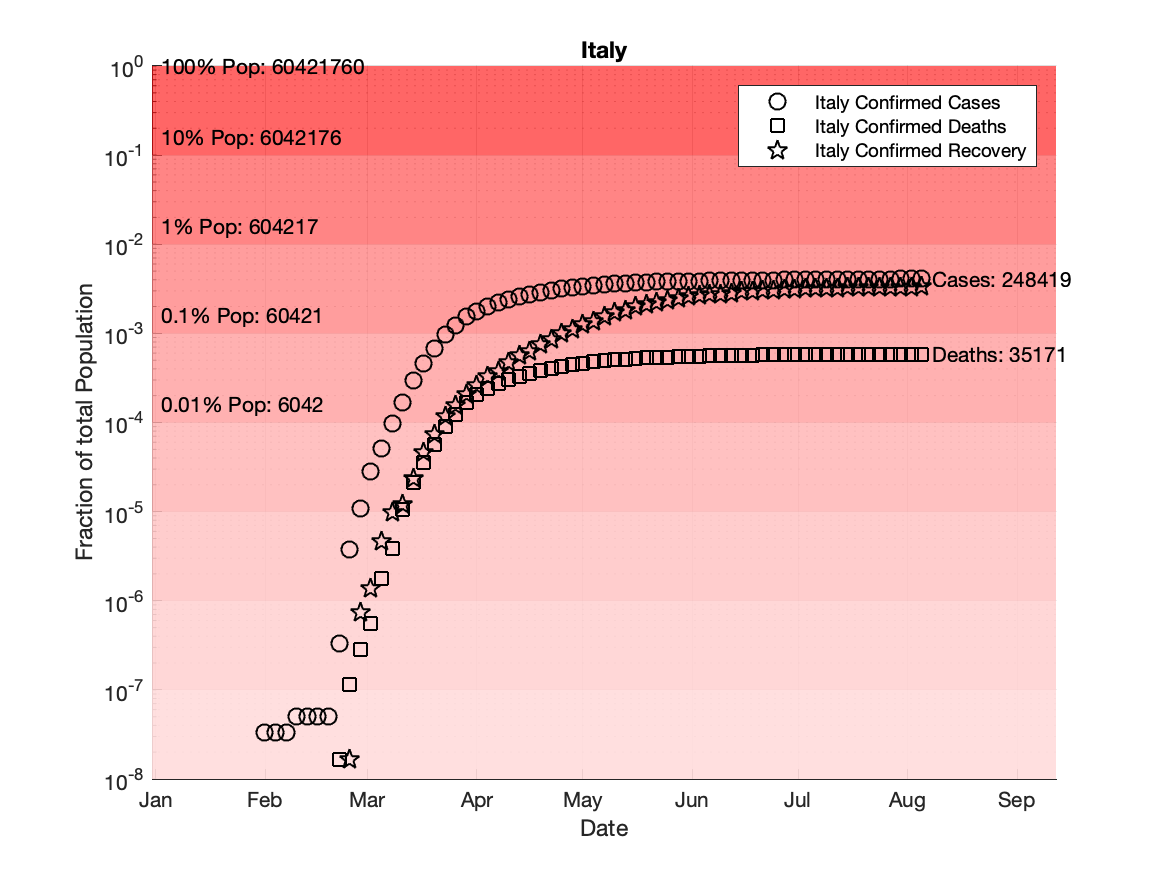 Italy
10^0
100% Pop: 60421760
Italy Confirmed Cases
Italy Confirmed Deaths
Italy Confirmed Recovery
10% Pop: 6042176
10^-1
1% Pop: 604217
10^-2
Cases: 248419
0.1% Pop: 60421
10^-3
Deaths: 35171
0.01% Pop: 6042
10^-4
10^-5
10^-6
10^-7
10^-8
Fraction of total Population
Jan Feb Mar Apr May Jun Jul Aug Sep
Date